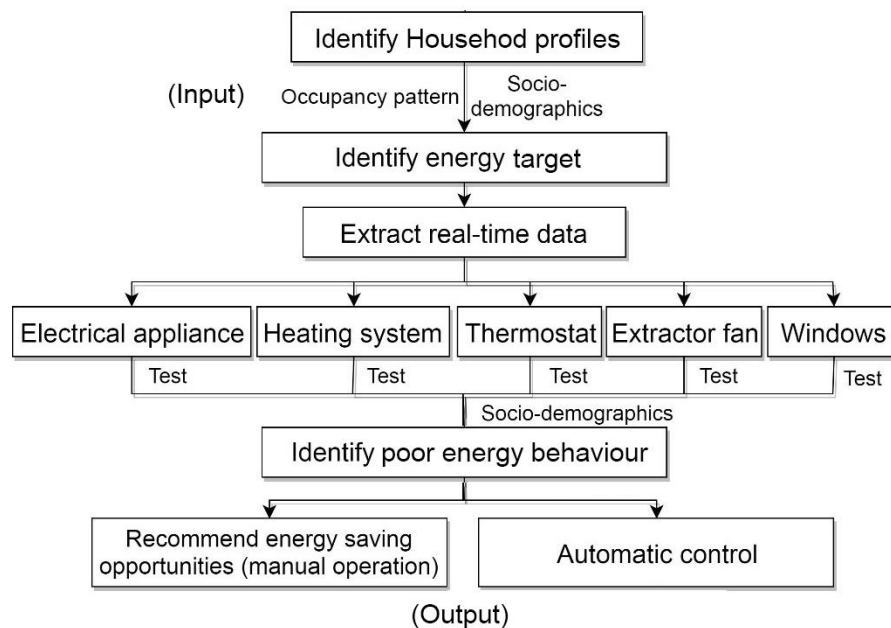 Identify Househod profiles
(Input)
Occupancy pattern
Socio-
demographics
Identify energy target
Extract real-time data
Electrical appliance
Heating system
Thermostat
Extractor fan
Windows
Test
Test
Test
Test
Test
Socio-demographics
Identify poor energy behaviour
Recommend energy saving
opportunities (manual operation)
Automatic control
(Output)